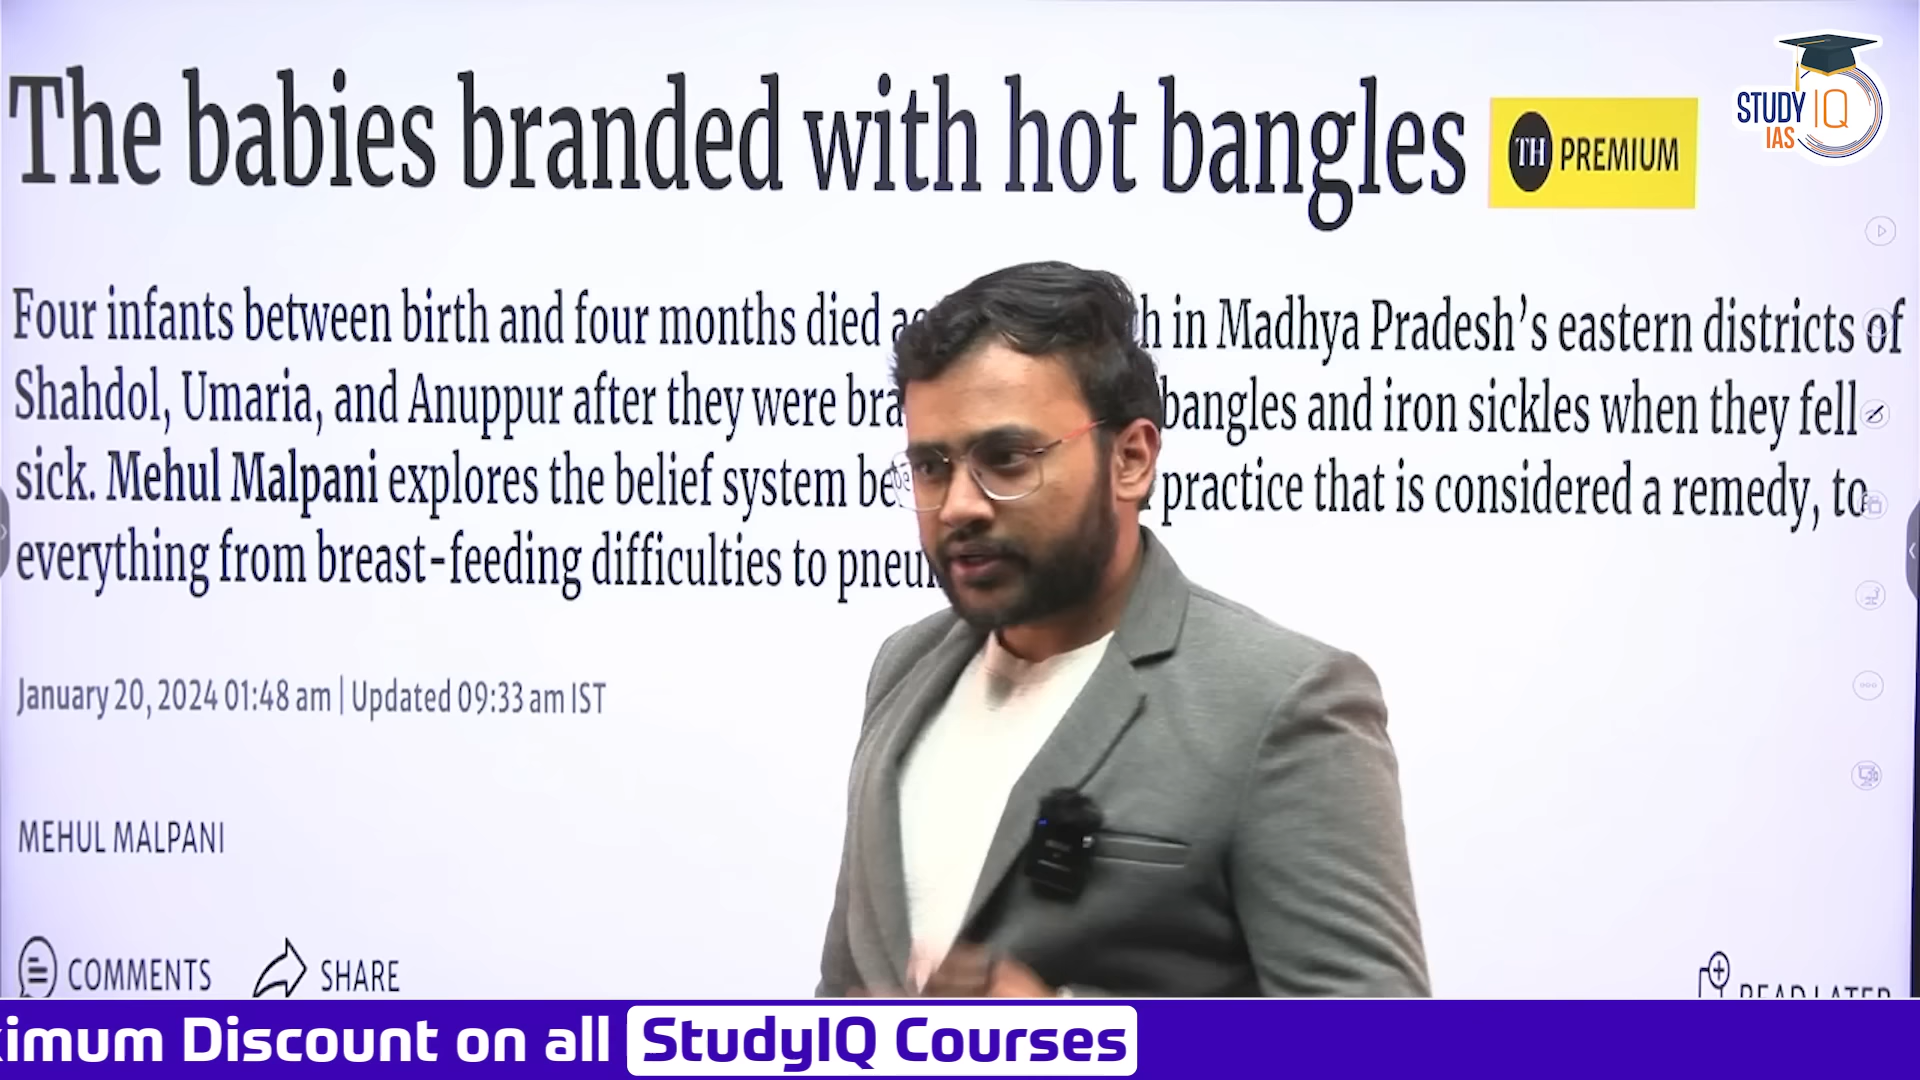 The babies branded with hot bangles
TH PREMIUM
STUDY IQ
IAS
Four infants between birth and four months died in Madhya Pradesh's eastern districts of
Shahdol, Umaria, and Anuppur after they were bangles and iron sickles when they fell
sick. Mehul Malpani explores the belief system practice that is considered a remedy, to
everything from breast-feeding difficulties to
January 20, 2024 01:48 am | Updated 09:33 am IST
MEHUL MALPANI
COMMENTS SHARE
READ LATER
ximum Discount on all StudyIQ Courses